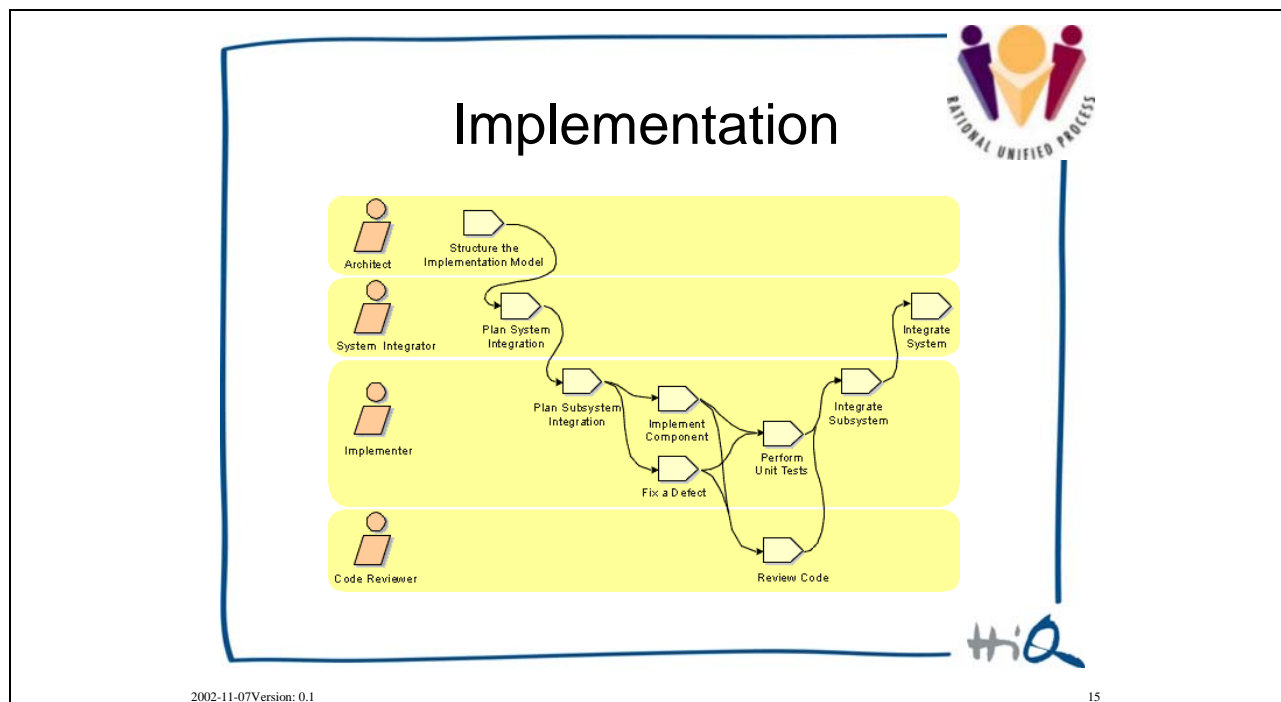 Implementation
RATIONAL UNIFIED PROCESS
Structure the
Implementation Model
Architect
Plan System
Integration
Integrate
System
System Integrator
Plan Subsystem
Integration
Implement
Component
Integrate
Subsystem
Implementer
Perform
Unit Tests
Fix a Defect
Code Reviewer
Review Code
HiQ
2002-11-07Version: 0.1
15